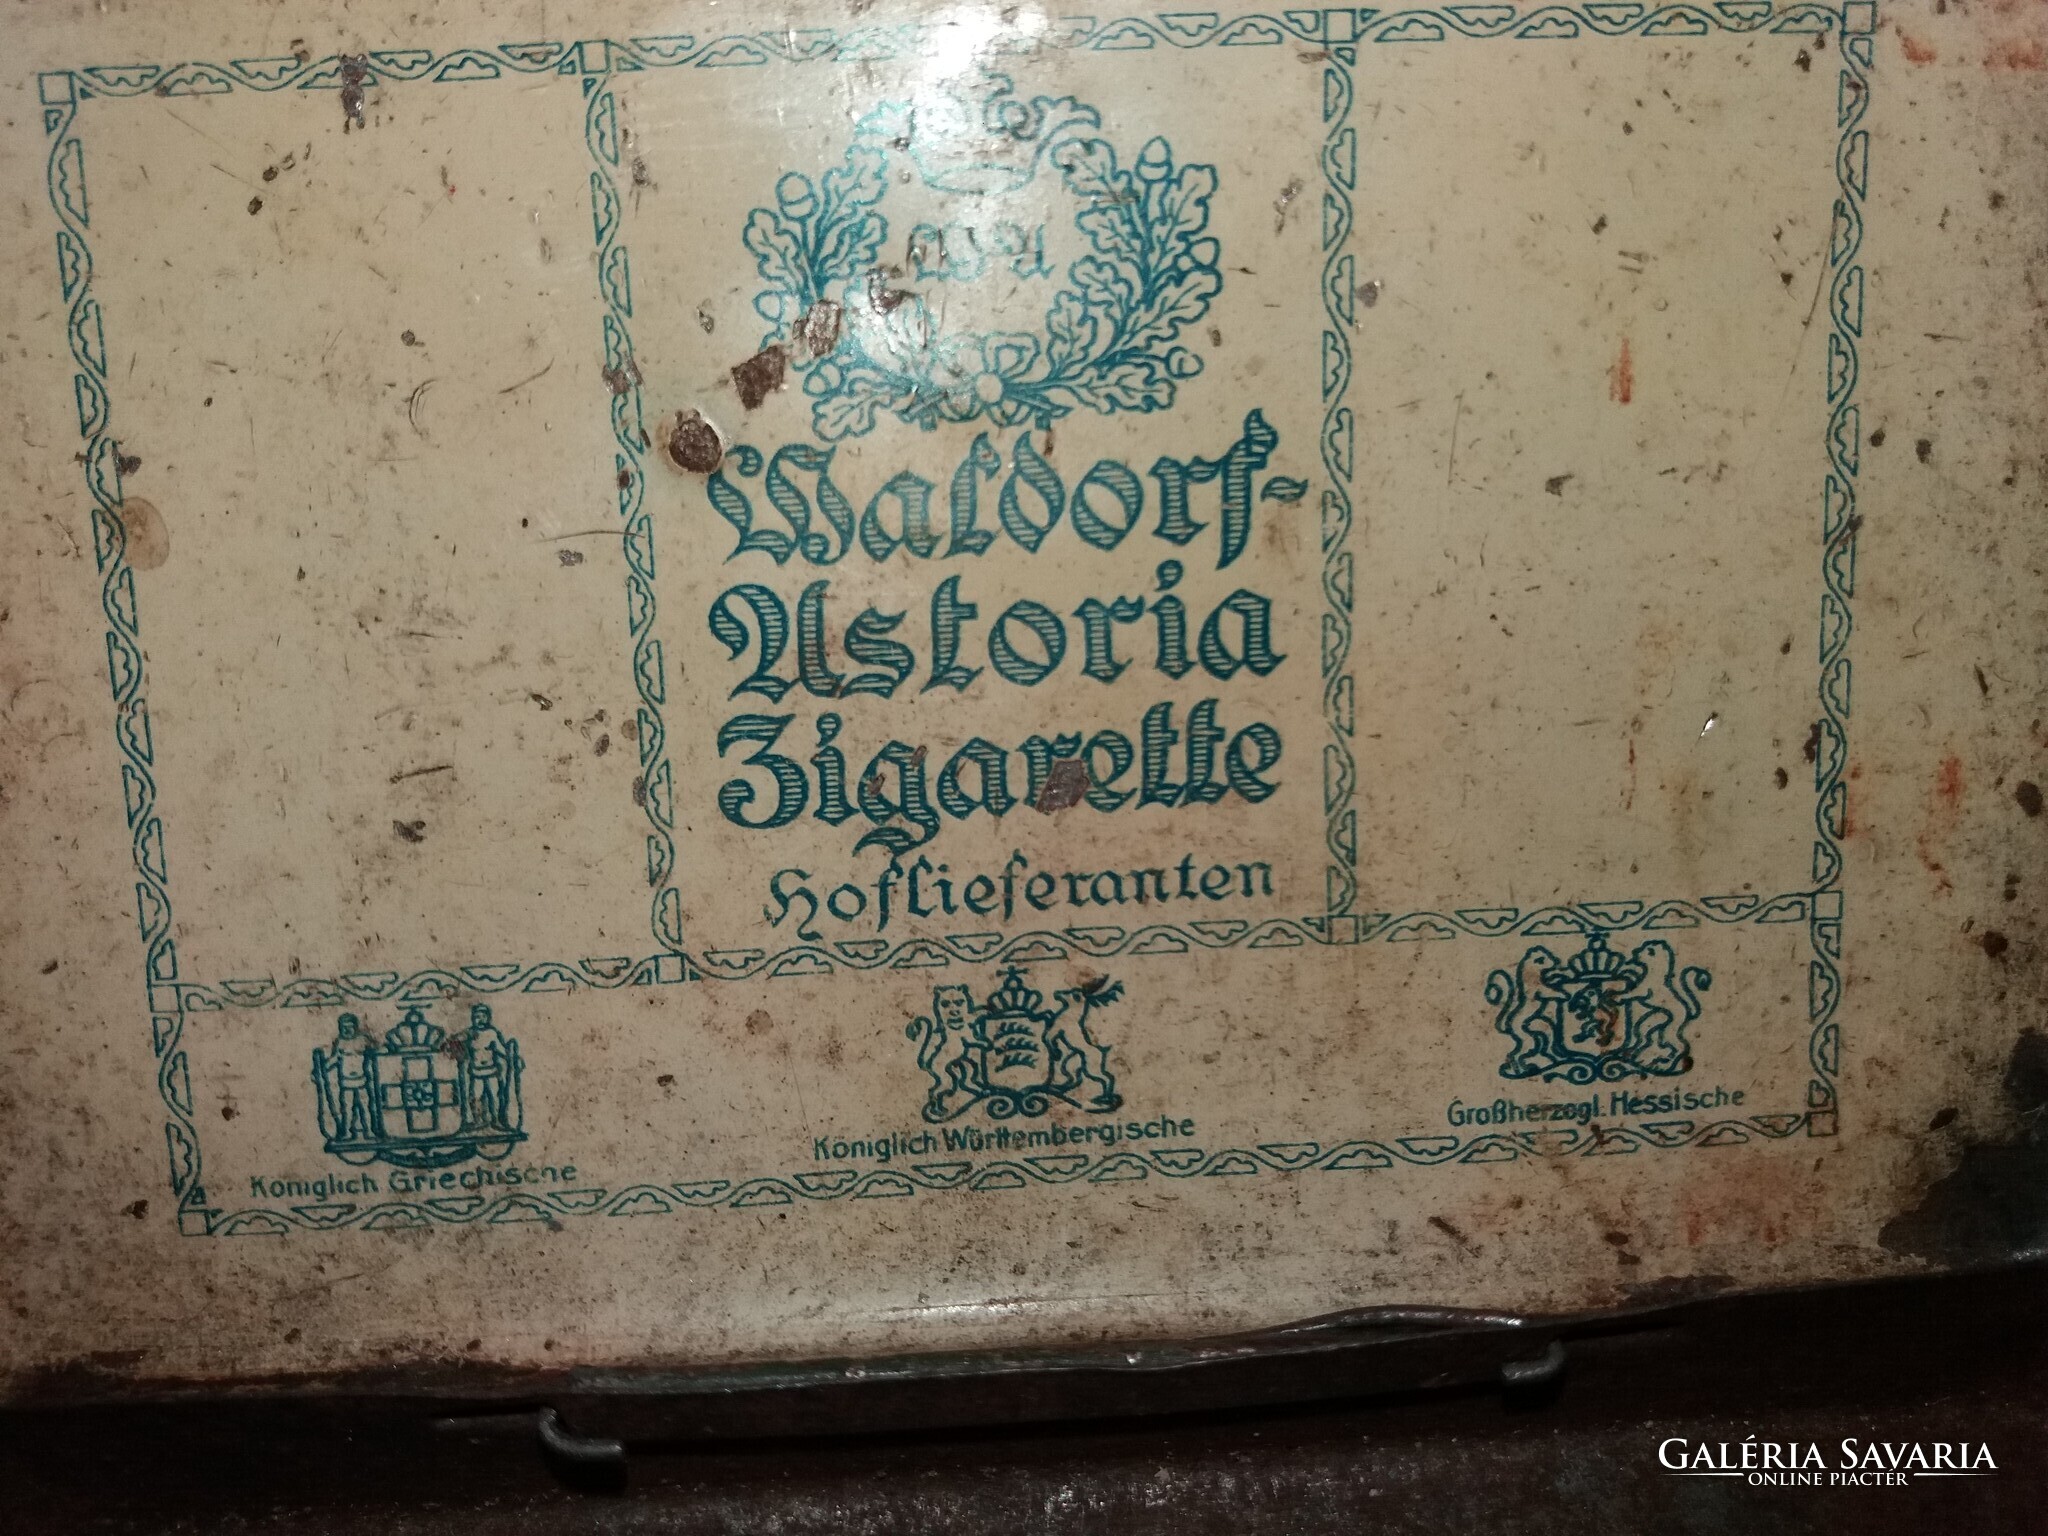 Waldorf-
Astoria
Zigarette
Hoflieferanten
Königlich Griechische
Königlich Württembergische
Großherzogl. Hessische
GALÉRIA SAVARIA
ONLINE PIACTÉR